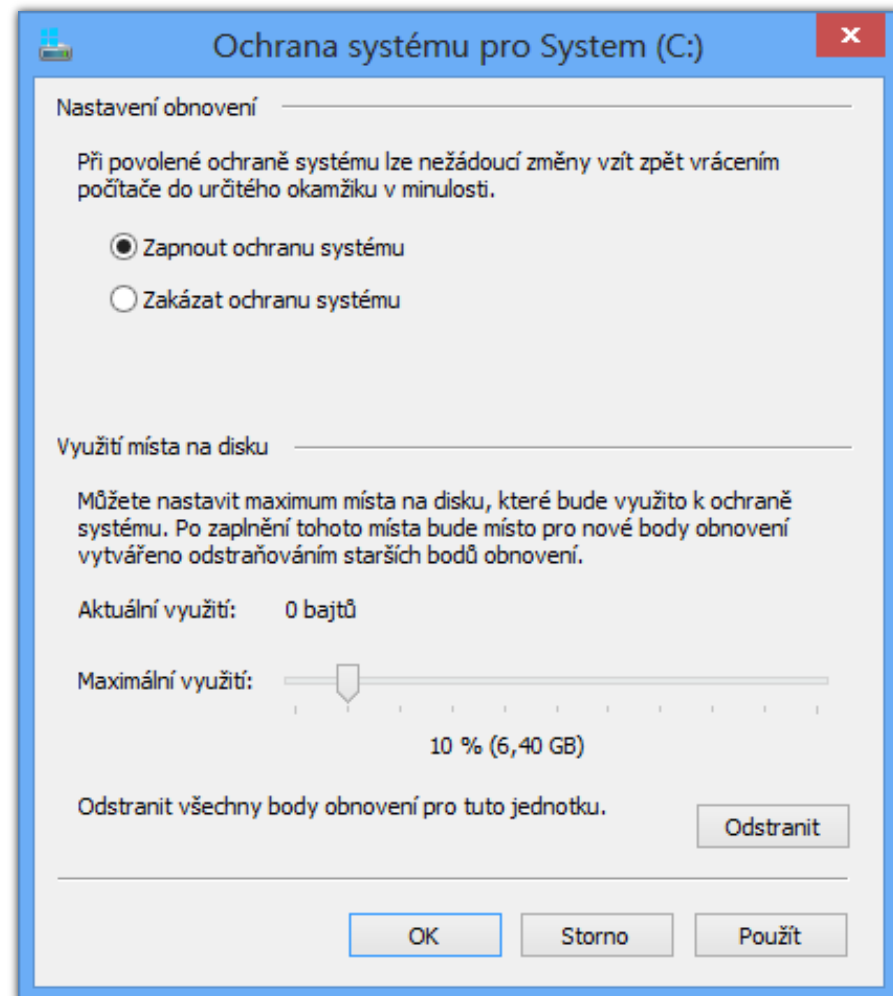 Ochrana systému pro System (C:)
Nastavení obnovení
Při povolené ochraně systému lze nežádoucí změny vzít zpět vrácením
počítače do určitého okamžiku v minulosti.
Zapnout ochranu systému
Zakázat ochranu systému
Využití místa na disku
Můžete nastavit maximum místa na disku, které bude využito k ochraně
systému. Po zaplnění tohoto místa bude místo pro nové body obnovení
vytvářeno odstraňováním starších bodů obnovení.
Aktuální využití: 0 bajtů
Maximální využití:
10 % (6,40 GB)
Odstranit všechny body obnovení pro tuto jednotku.
Odstranit
OK Storno Použít